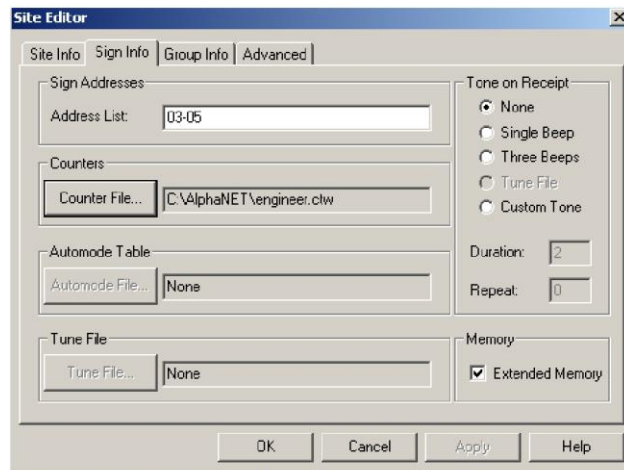 Site Editor
Site Info Sign Info Group Info Advanced
Sign Addresses
Address List: 03-05
Counters
Counter File... C:\AlphaNET\engineer.ctw
Automode Table
Automode File... None
Tune File
Tune File... None
Tone on Receipt
None
Single Beep
Three Beeps
Tune File
Custom Tone
Duration: 2
Repeat: 0
Memory
Extended Memory
OK Cancel Apply Help